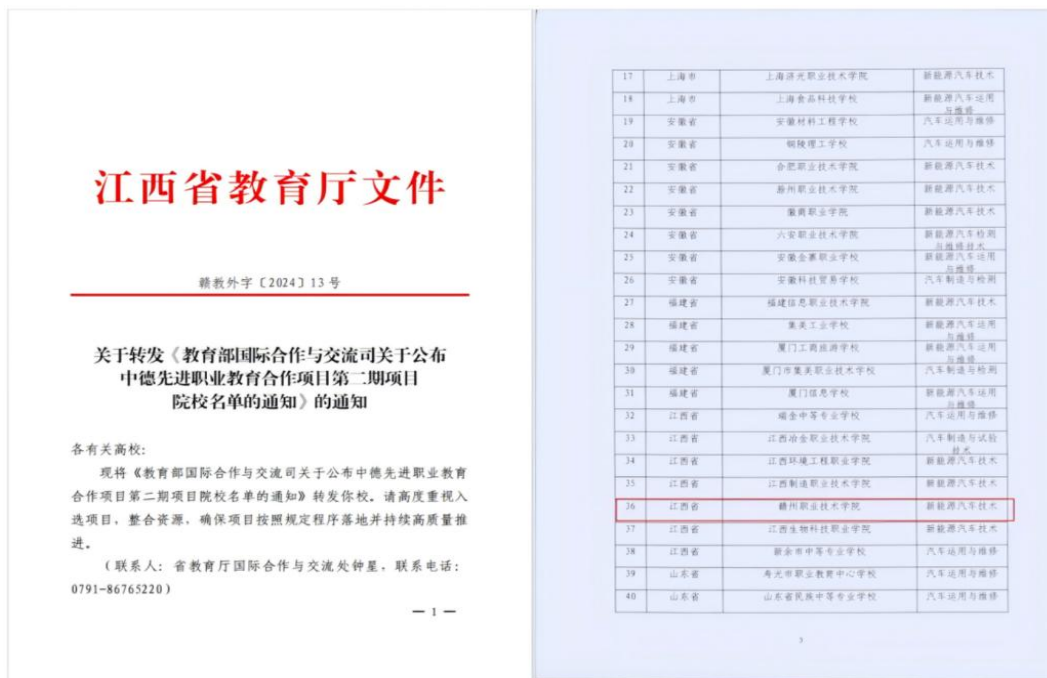 江西省教育厅文件
赣教外字〔2024〕13号
关于转发《教育部国际合作与交流司关于公布
中德先进职业教育合作项目第二期项目
院校名单的通知》的通知
各有关高校:
现将《教育部国际合作与交流司关于公布中德先进职业教育
合作项目第二期项目院校名单的通知》转发你校。请高度重视入
选项目,整合资源,确保项目按照规定程序落地并持续高质量推
进。
(联系人:省教育厅国际合作与交流处钟星,联系电话:
0791-86765220)
— 1 —
17 上海市 上海济光职业技术学院 新能源汽车技术
18 上海市 上海食品科技学校 新能源汽车运用
与维修
19 安徽省 安徽材料工程学校 汽车运用与维修
20 安徽省 铜陵理工学校 汽车运用与维修
21 安徽省 合肥职业技术学院 新能源汽车技术
22 安徽省 滁州职业技术学院 新能源汽车技术
23 安徽省 徽商职业学院 新能源汽车技术
24 安徽省 六安职业技术学院 新能源汽车检测
与维修技术
25 安徽省 安徽金寨职业学校 新能源汽车运用
与维修
26 安徽省 安徽科技贸易学校 汽车制造与检测
27 福建省 福建信息职业技术学院 新能源汽车技术
28 福建省 集美工业学校 新能源汽车运用
与维修
29 福建省 厦门工商旅游学校 新能源汽车运用
与维修
30 福建省 厦门市集美职业技术学校 汽车制造与检测
31 福建省 厦门信息学校 新能源汽车运用
与维修
32 江西省 瑞金中等专业学校 汽车运用与维修
33 江西省 江西冶金职业技术学院 汽车制造与试验
技术
34 江西省 江西环境工程职业学院 新能源汽车技术
35 江西省 江西制造职业技术学院 新能源汽车技术
36 江西省 赣州职业技术学院 新能源汽车技术
37 江西省 江西生物科技职业学院 新能源汽车技术
38 江西省 新余市中等专业学校 汽车运用与维修
39 山东省 寿光市职业教育中心学校 汽车运用与维修
40 山东省 山东省民族中等专业学校 汽车运用与维修